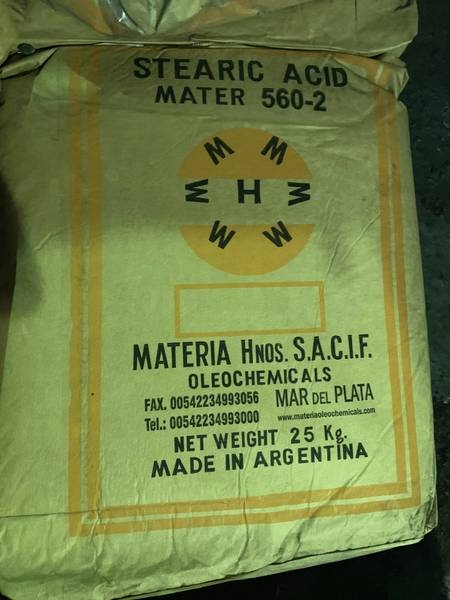 STEARIC ACID
MATER 560-2
M M
M H M
M M
MATERIA HNOS. S.A.C.I.F.
OLEOCHEMICALS
FAX. 00542234993056 MAR DEL PLATA
Tel.: 00542234993000 www.materiaoleochemicals.com
NET WEIGHT 25 Kg.
MADE IN ARGENTINA